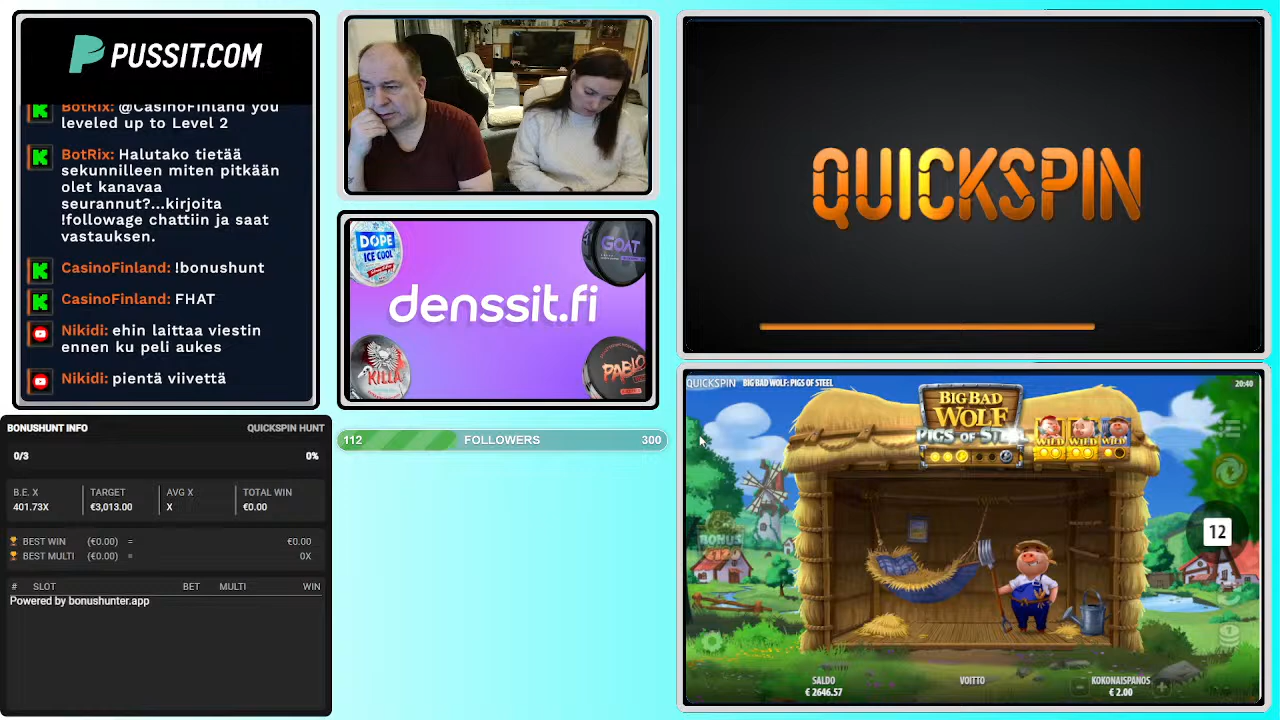 PUSSIT.COM
BotRix: @CasinoFinland you
leveled up to Level 2
BotRix: Halutako tietää
sekunnilleen miten pitkään
olet kanavaa
seurannut?...kirjoita
!followage chattiin ja saat
vastauksen.
CasinoFinland: !bonushunt
CasinoFinland: FHAT
Nikidi: ehin laittaa viestin
ennen ku peli aukes
Nikidi: pientä viivettä
BONUSHUNT INFO QUICKSPIN HUNT
0/3 0%
B.E. X TARGET AVG X TOTAL WIN
401.73X €3,013.00 X €0.00
BEST WIN (€0.00) = €0.00
BEST MULTI (€0.00) = 0X
# SLOT BET MULTI WIN
Powered by bonushunter.app
DOPE
ICE COOL
GOAT
denssit.fi
KILLA
PABLO
112 FOLLOWERS 300
QUICKSPIN
QUICKSPIN BIG BAD WOLF: PIGS OF STEEL 20:40
BIG BAD
WOLF
PIGS OF STEEL
WILD WILD WILD
BONUS
12
SALDO VOITTO KOKONAISPANOS
€ 2646.57 € 2.00